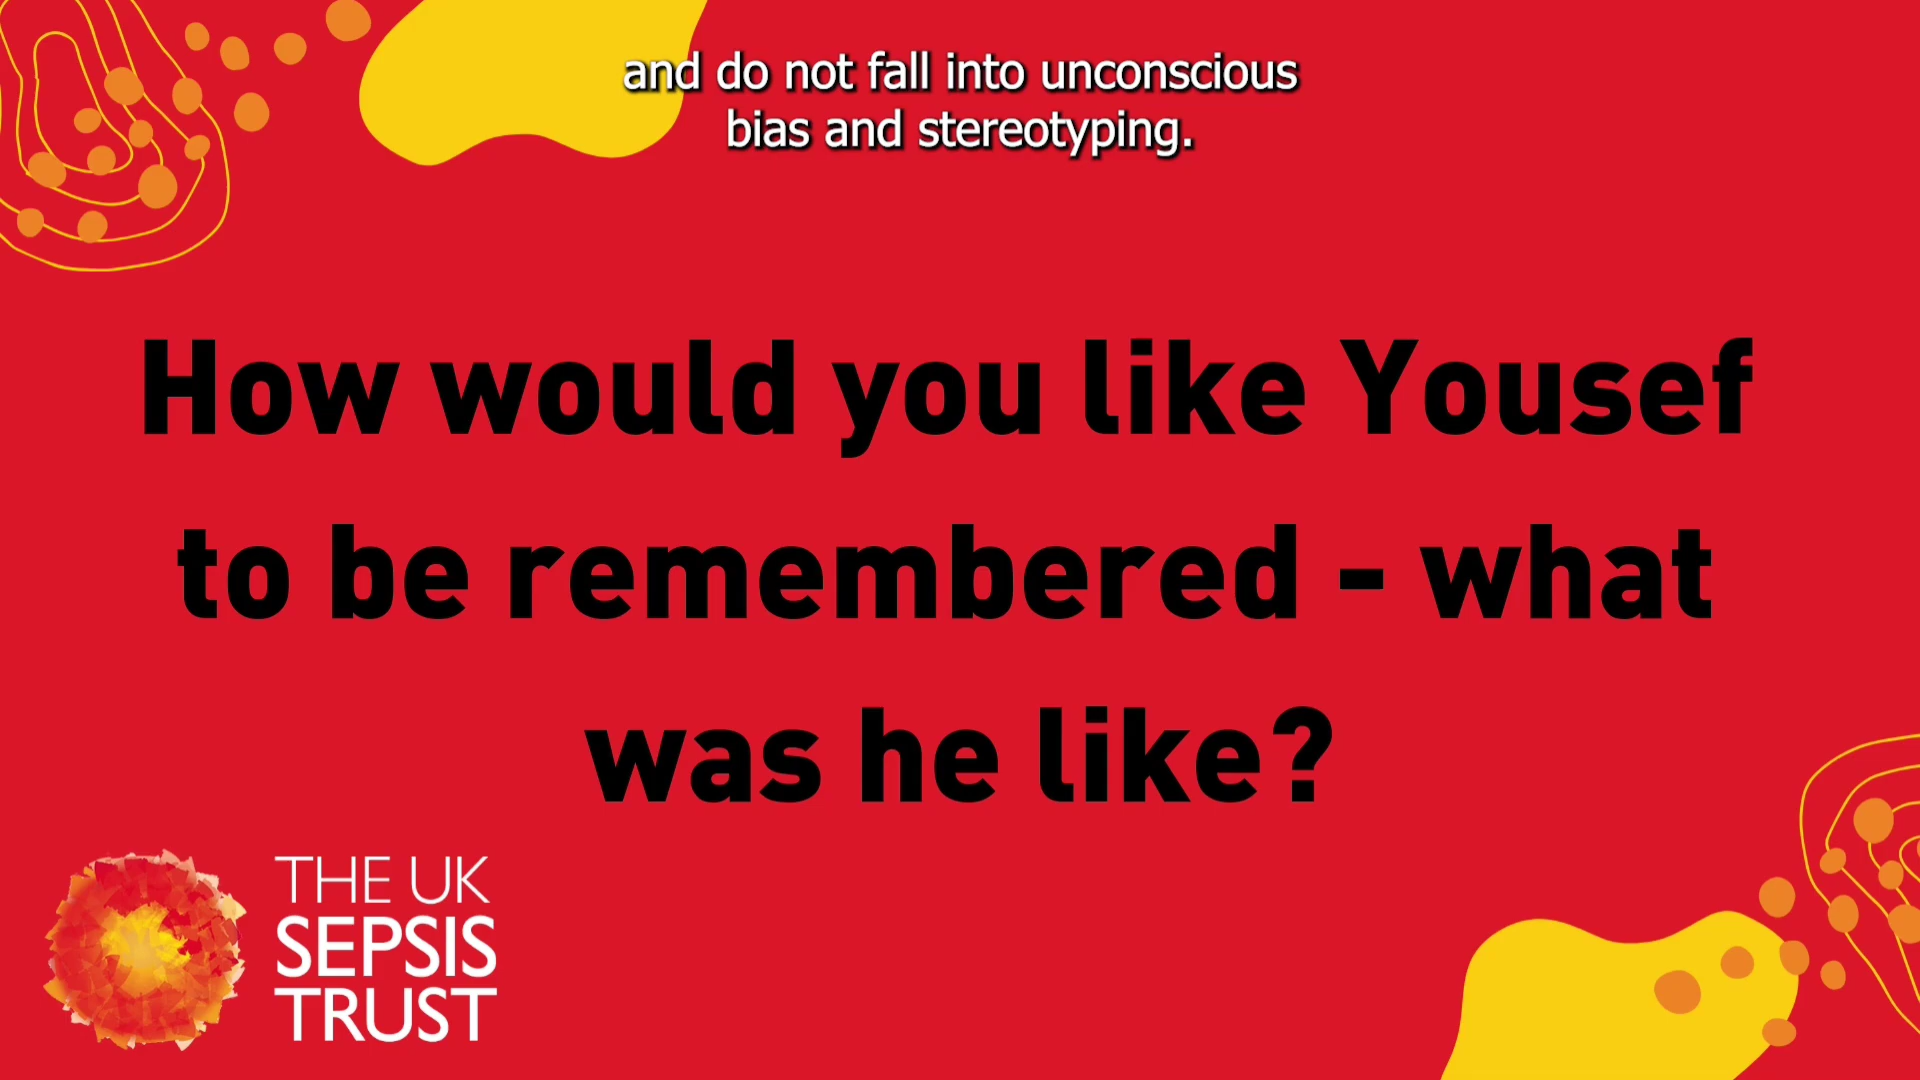 and do not fall into unconscious
bias and stereotyping.
How would you like Yousef
to be remembered - what
was he like?
THE UK
SEPSIS
TRUST